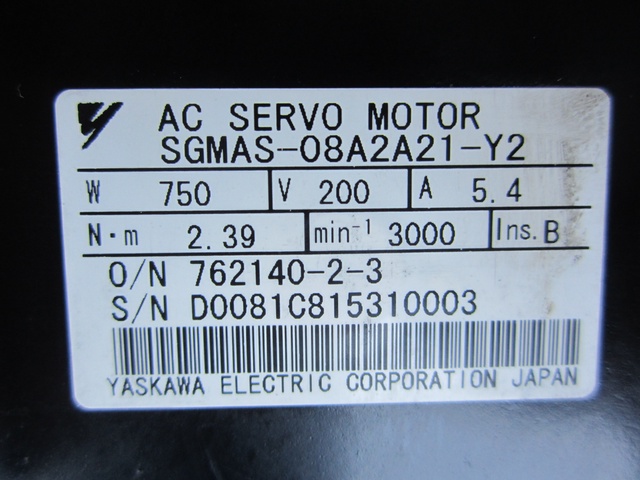 AC SERVO MOTOR
SGMAS-08A2A21-Y2
W 750 V 200 A 5.4
N·m 2.39 min-1 3000 Ins. B
O/N 762140-2-3
S/N D0081C815310003
YASKAWA ELECTRIC CORPORATION JAPAN